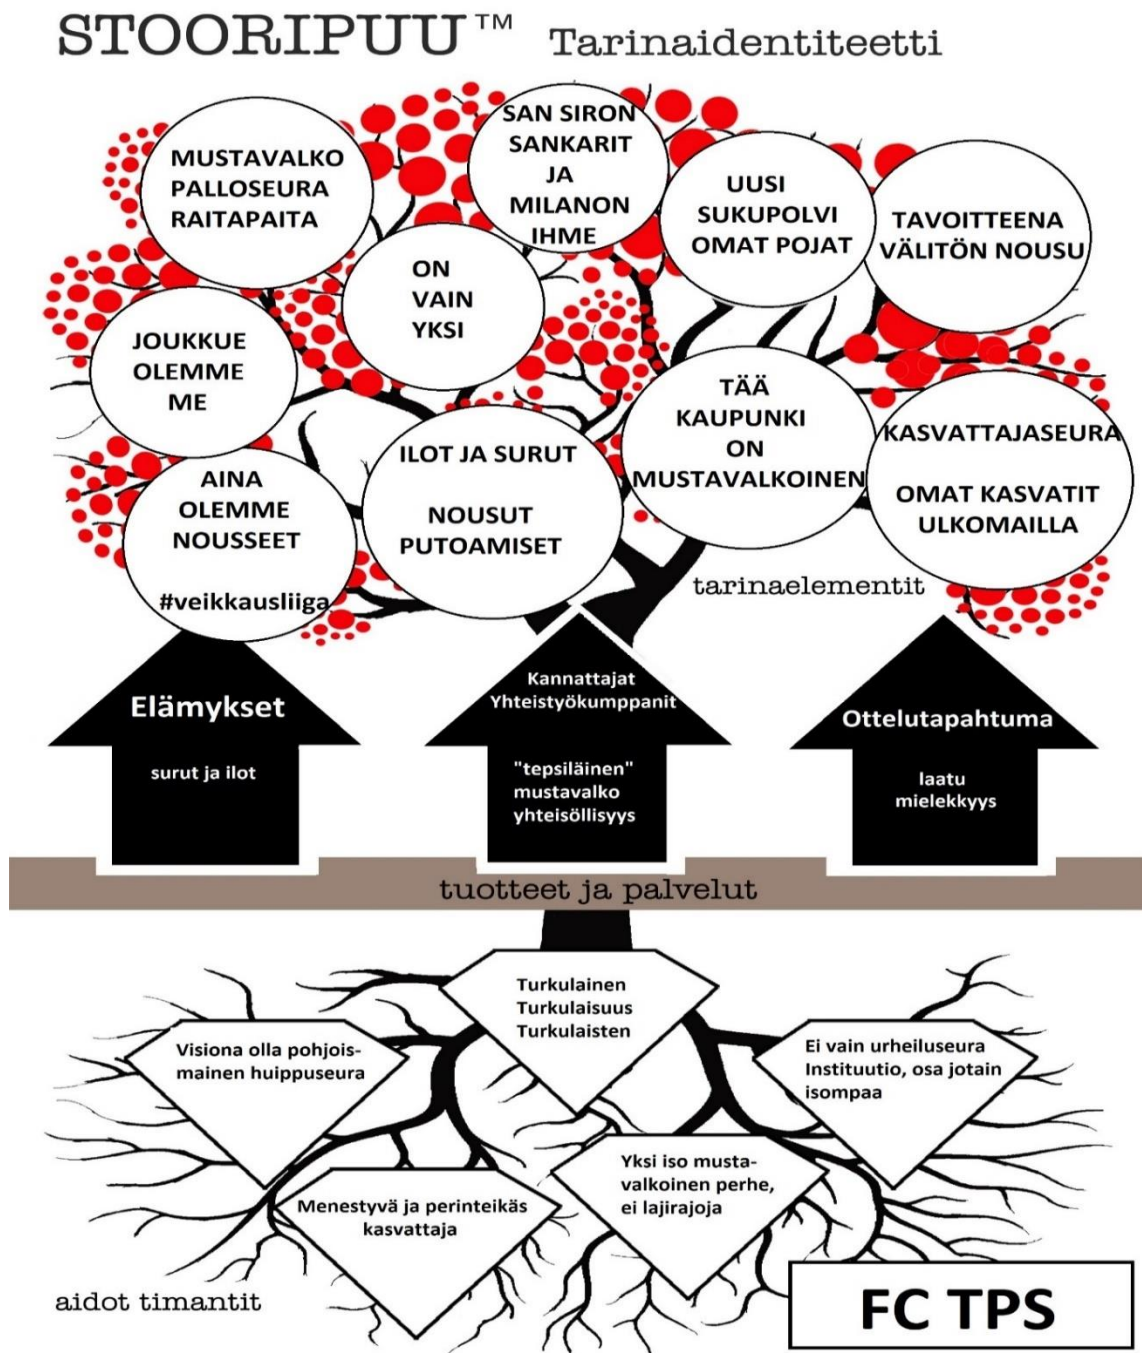 STOORIPUU™ Tarinaidentiteetti
MUSTAVALKO
PALLOSEURA
RAITAPAITA
SAN SIRON
SANKARIT
JA
MILANON
IHME
UUSI
SUKUPOLVI
OMAT POJAT
TAVOITTEENA
VÄLITÖN NOUSU
ON
VAIN
YKSI
JOUKKUE
OLEMME
ME
TÄÄ
KAUPUNKI
ON
MUSTAVALKOINEN
KASVATTAJASEURA
OMAT KASVATIT
ULKOMAILLA
ILOT JA SURUT
NOUSUT
PUTOAMISET
AINA
OLEMME
NOUSSEET
#veikkausliiga
tarinaelementit
Elämykset
surut ja ilot
Kannattajat
Yhteistyökumppanit
"tepsiläinen"
mustavalko
yhteisöllisyys
Ottelutapahtuma
laatu
mielekkyys
tuotteet ja palvelut
Turkulainen
Turkulaisuus
Turkulaisten
Visiona olla pohjois-
mainen huippuseura
Ei vain urheiluseura
Instituutio, osa jotain
isompaa
Menestyvä ja perinteikäs
kasvattaja
Yksi iso musta-
valkoinen perhe,
ei lajirajoja
aidot timantit
FC TPS